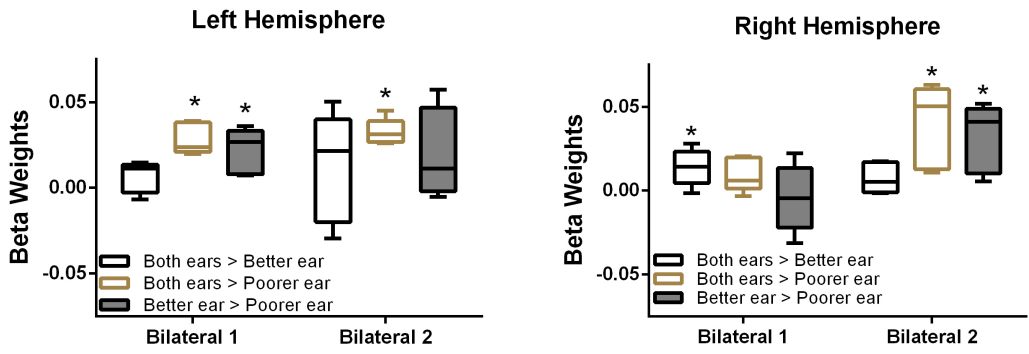 Left Hemisphere
Beta Weights
0.05
0.00
-0.05
* * *
Both ears > Better ear
Both ears > Poorer ear
Better ear > Poorer ear
Bilateral 1 Bilateral 2
Right Hemisphere
Beta Weights
0.05
0.00
-0.05
* * *
Both ears > Better ear
Both ears > Poorer ear
Better ear > Poorer ear
Bilateral 1 Bilateral 2